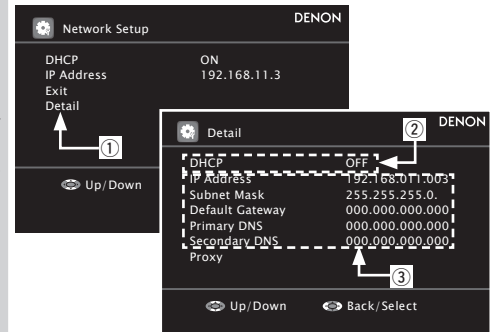 DENON
Network Setup
DHCP ON
IP Address 192.168.11.3
Exit
Detail
①
Up/Down
DENON
②
Detail
DHCP OFF
IP Address 192.168.011.003
Subnet Mask 255.255.255.0.
Default Gateway 000.000.000.000
Primary DNS 000.000.000.000
Secondary DNS 000.000.000.000
Proxy
③
Up/Down Back/Select